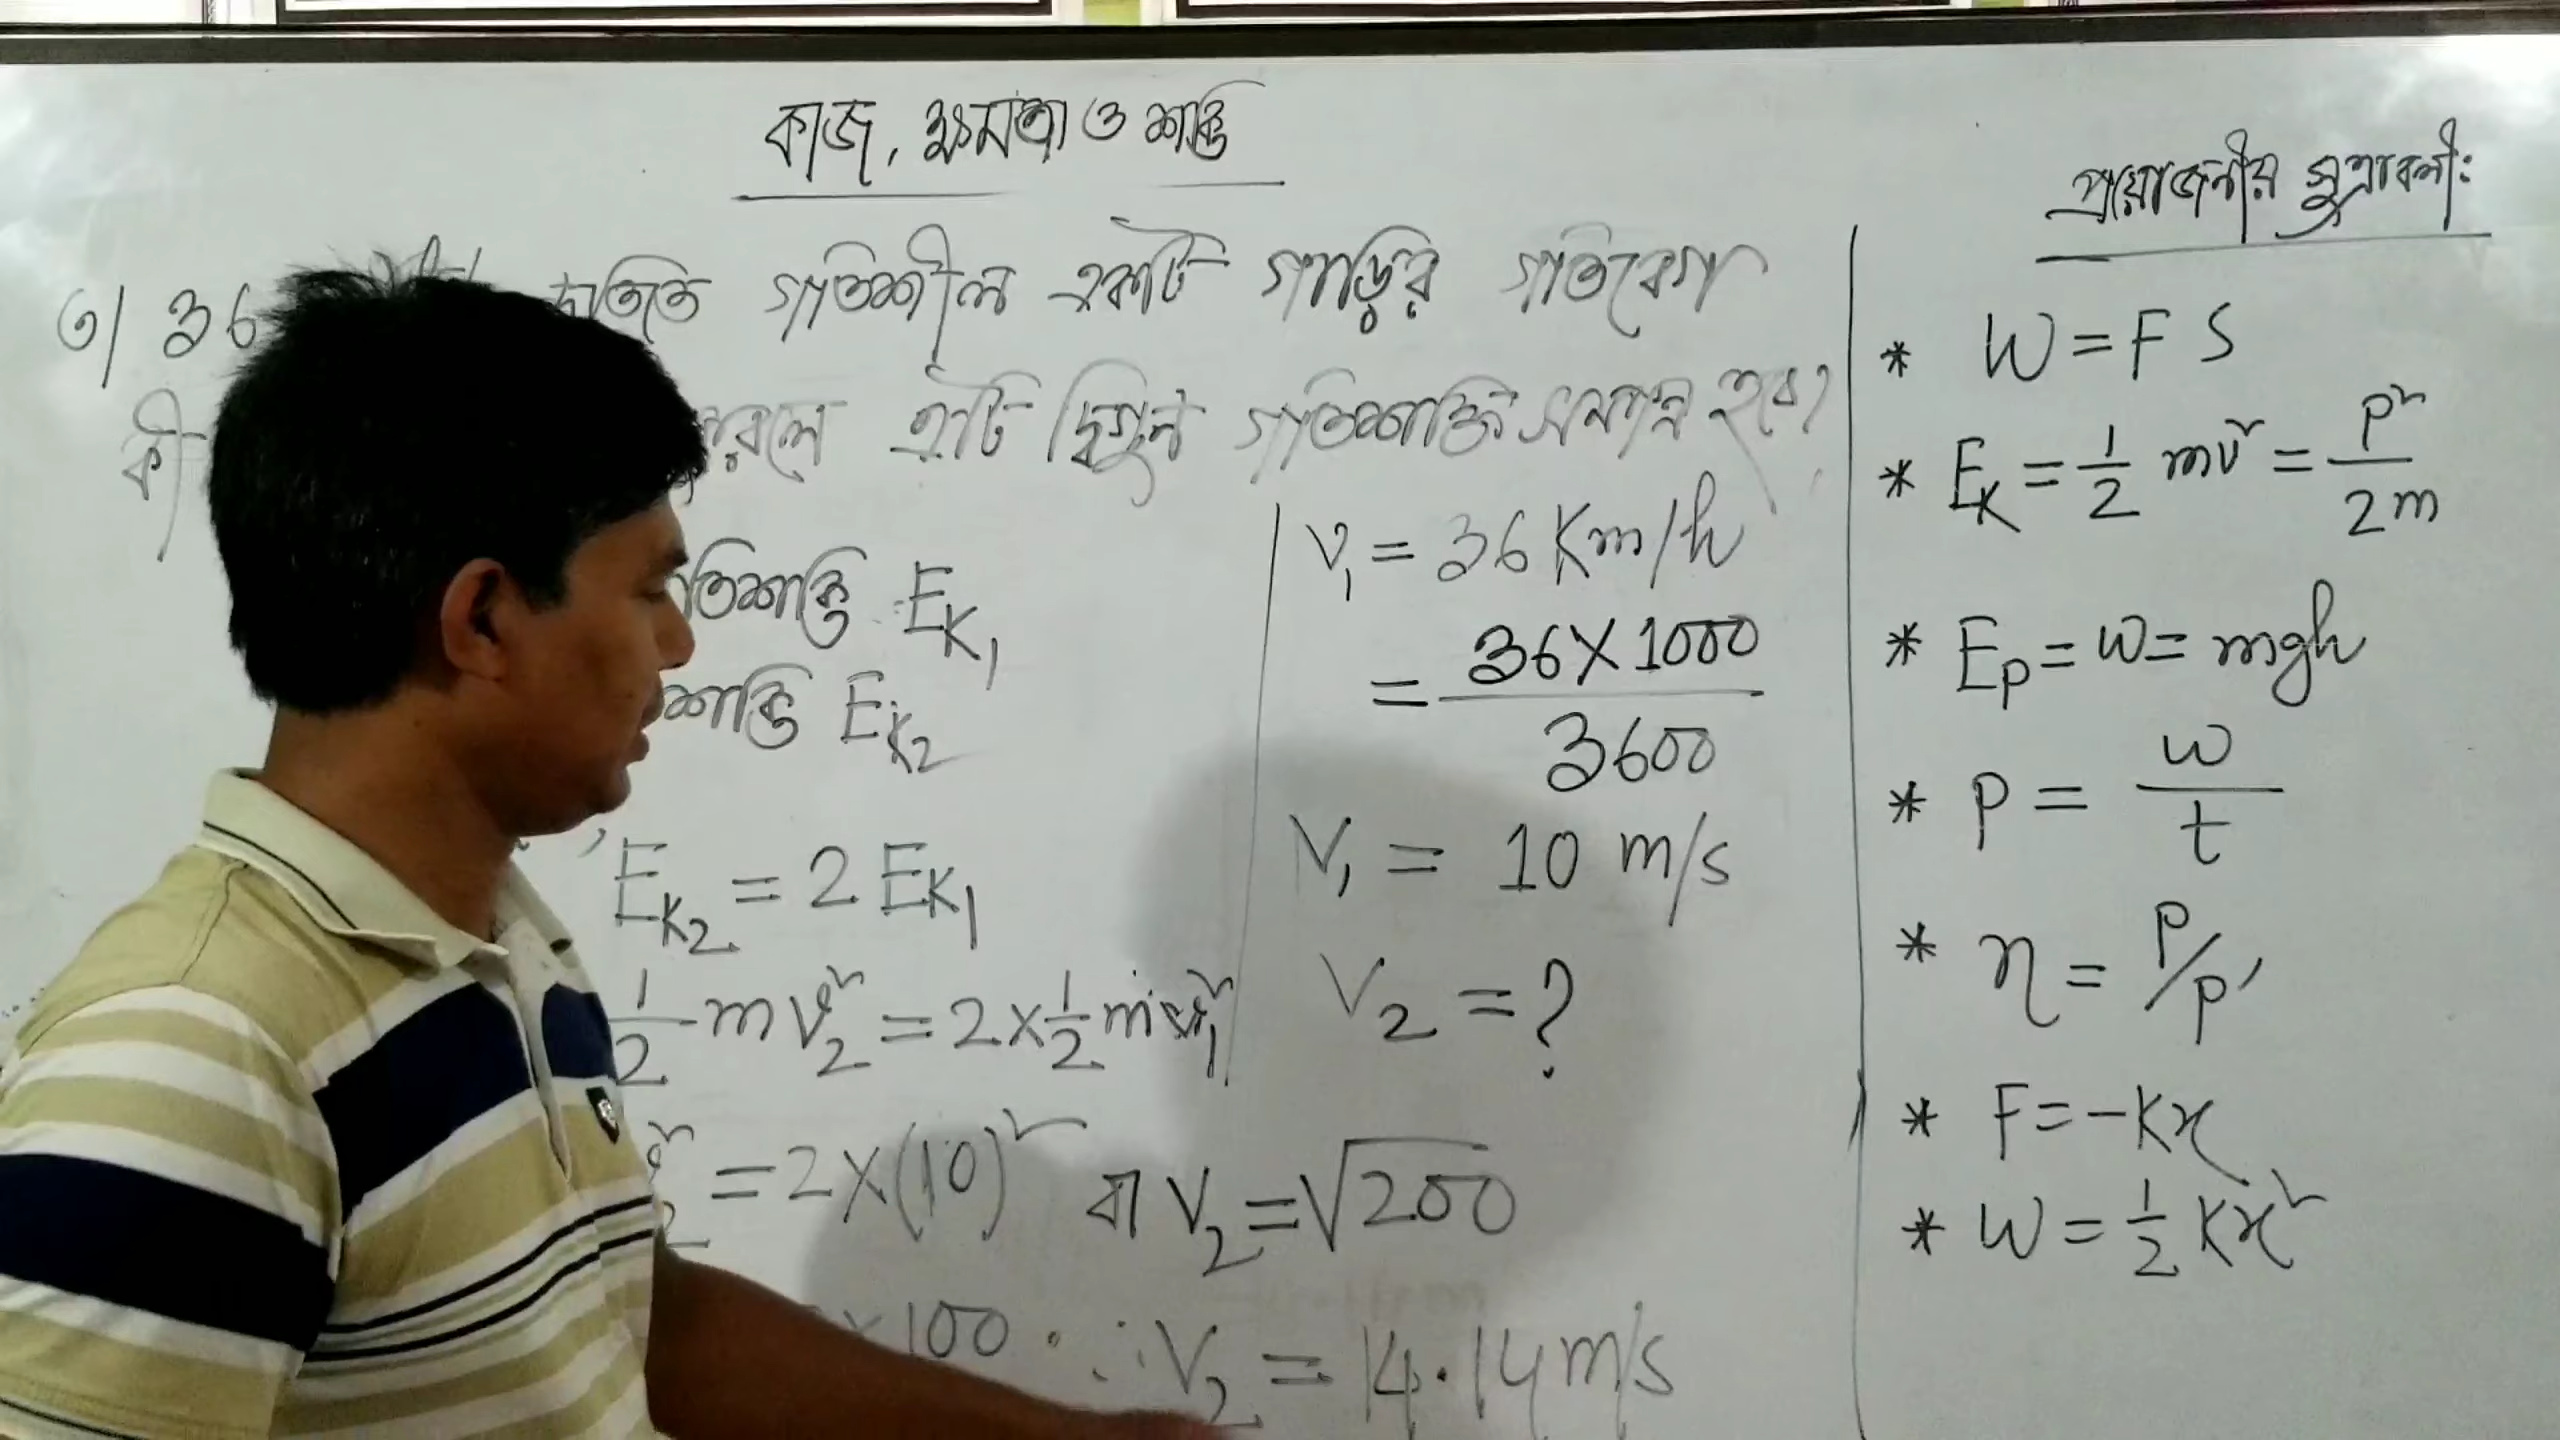 কাজ, ক্ষমতা ও শক্তি
৩। 36 গতিশীল একটি গাড়ির গতিবেগ
কী এটি দ্বিগুন গতিশক্তি সম্পন্ন হবে?
গতিশক্তি E_K₁
শক্তি E_K₂
E_K₂ = 2 E_K₁
1/2 m v₂² = 2 × 1/2 m v₁²
= 2 × (10)²
× 100
V₁ = 36 Km/h
= 36 × 1000 / 3600
V₁ = 10 m/s
V₂ = ?
বা V₂ = √200
∴ V₂ = 14.14 m/s
প্রয়োজনীয় সুত্রাবলী:
* W = F S
* E_K = 1/2 mv² = P²/2m
* E_P = W = mgh
* P = W/t
* η = P/P′
* F = -Kx
* W = 1/2 Kx²